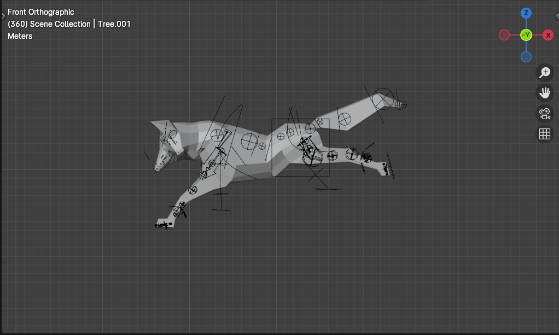 Front Orthographic
(360) Scene Collection | Tree.001
Meters
Z
-Y
X